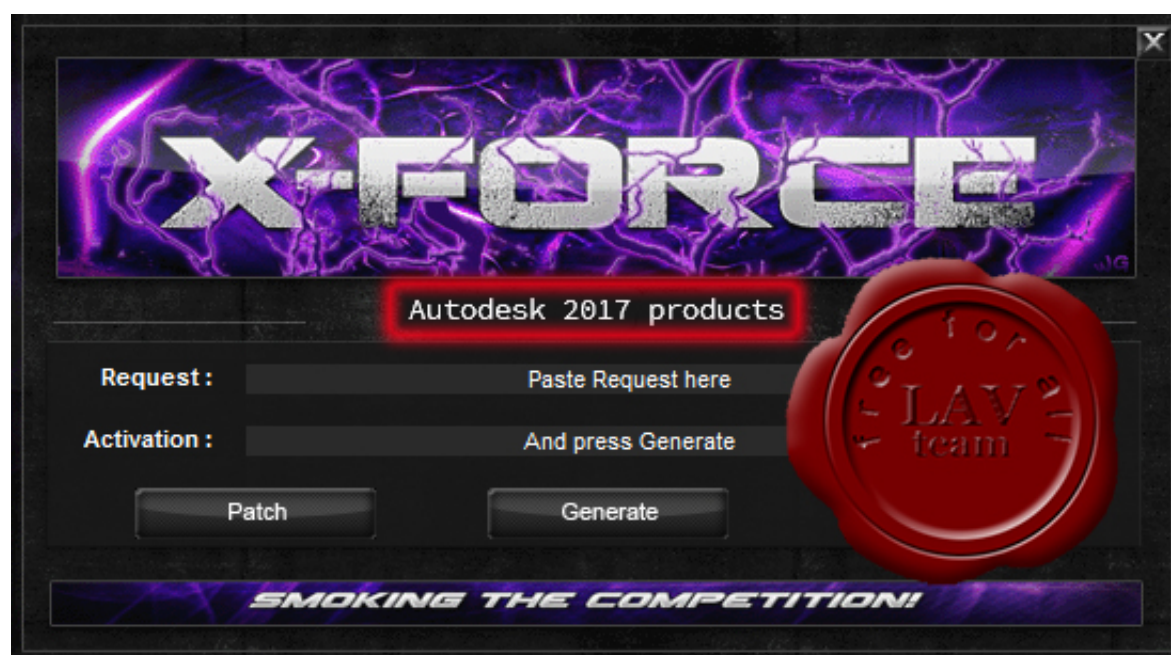 X
X-FORCE
JG
Autodesk 2017 products
Request :
Paste Request here
Activation :
And press Generate
free for all
LAV
team
Patch
Generate
SMOKING THE COMPETITION!